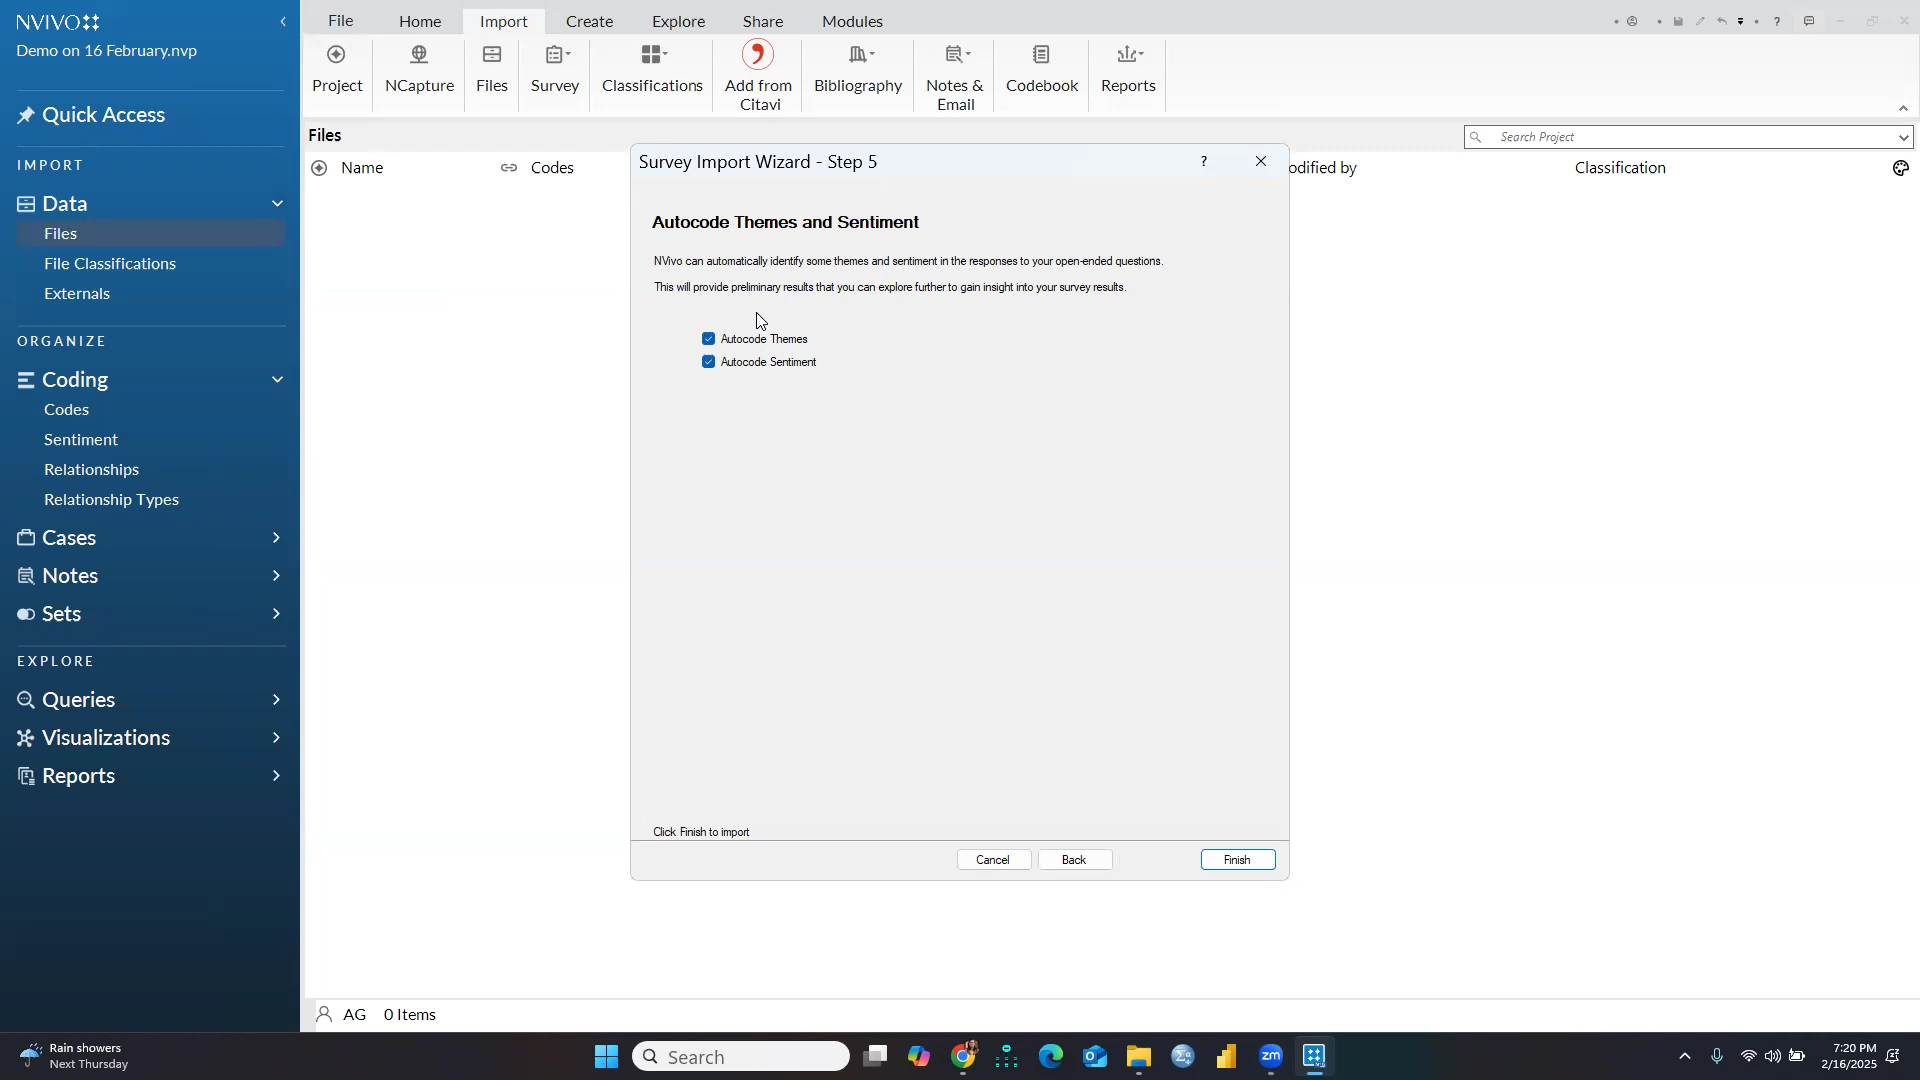 NVIVO
Demo on 16 February.nvp
Quick Access
IMPORT
Data
Files
File Classifications
Externals
ORGANIZE
Coding
Codes
Sentiment
Relationships
Relationship Types
Cases
Notes
Sets
EXPLORE
Queries
Visualizations
Reports
File Home Import Create Explore Share Modules
Project
NCapture
Files
Survey
Classifications
Add from
Citavi
Bibliography
Notes &
Email
Codebook
Reports
Files
Search Project
Name Codes odified by Classification
Survey Import Wizard - Step 5
Autocode Themes and Sentiment
NVivo can automatically identify some themes and sentiment in the responses to your open-ended questions.
This will provide preliminary results that you can explore further to gain insight into your survey results.
Autocode Themes
Autocode Sentiment
Click Finish to import
Cancel Back Finish
AG 0 Items
Rain showers
Next Thursday
Search
zm
7:20 PM
2/16/2025